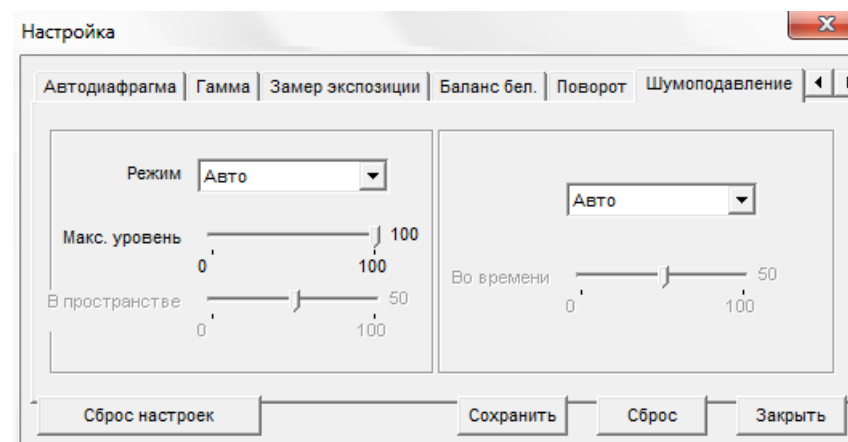 Настройка
Автодиафрагма Гамма Замер экспозиции Баланс бел. Поворот Шумоподавление
Режим Авто
Макс. уровень 100
0 100
В пространстве 50
0 100
Авто
Во времени 50
0 100
Сброс настроек Сохранить Сброс Закрыть